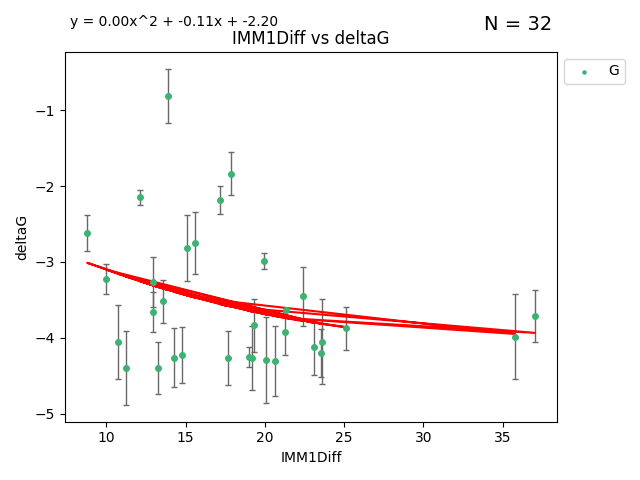 y = 0.00x^2 + -0.11x + -2.20
N = 32
IMM1Diff vs deltaG
G
−1
−2
−3
−4
−5
deltaG
10 15 20 25 30 35
IMM1Diff